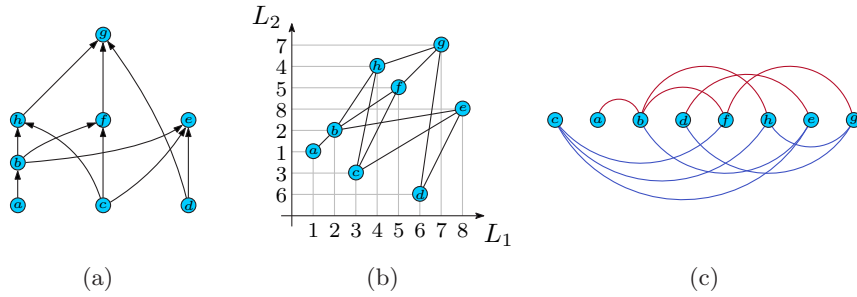 g
h f e
b
a c d
(a)
L2
7 g
4 h
5 f
8 e
2 b
1 a
3 c
6 d
1 2 3 4 5 6 7 8 L1
(b)
c a b d f h e g
(c)